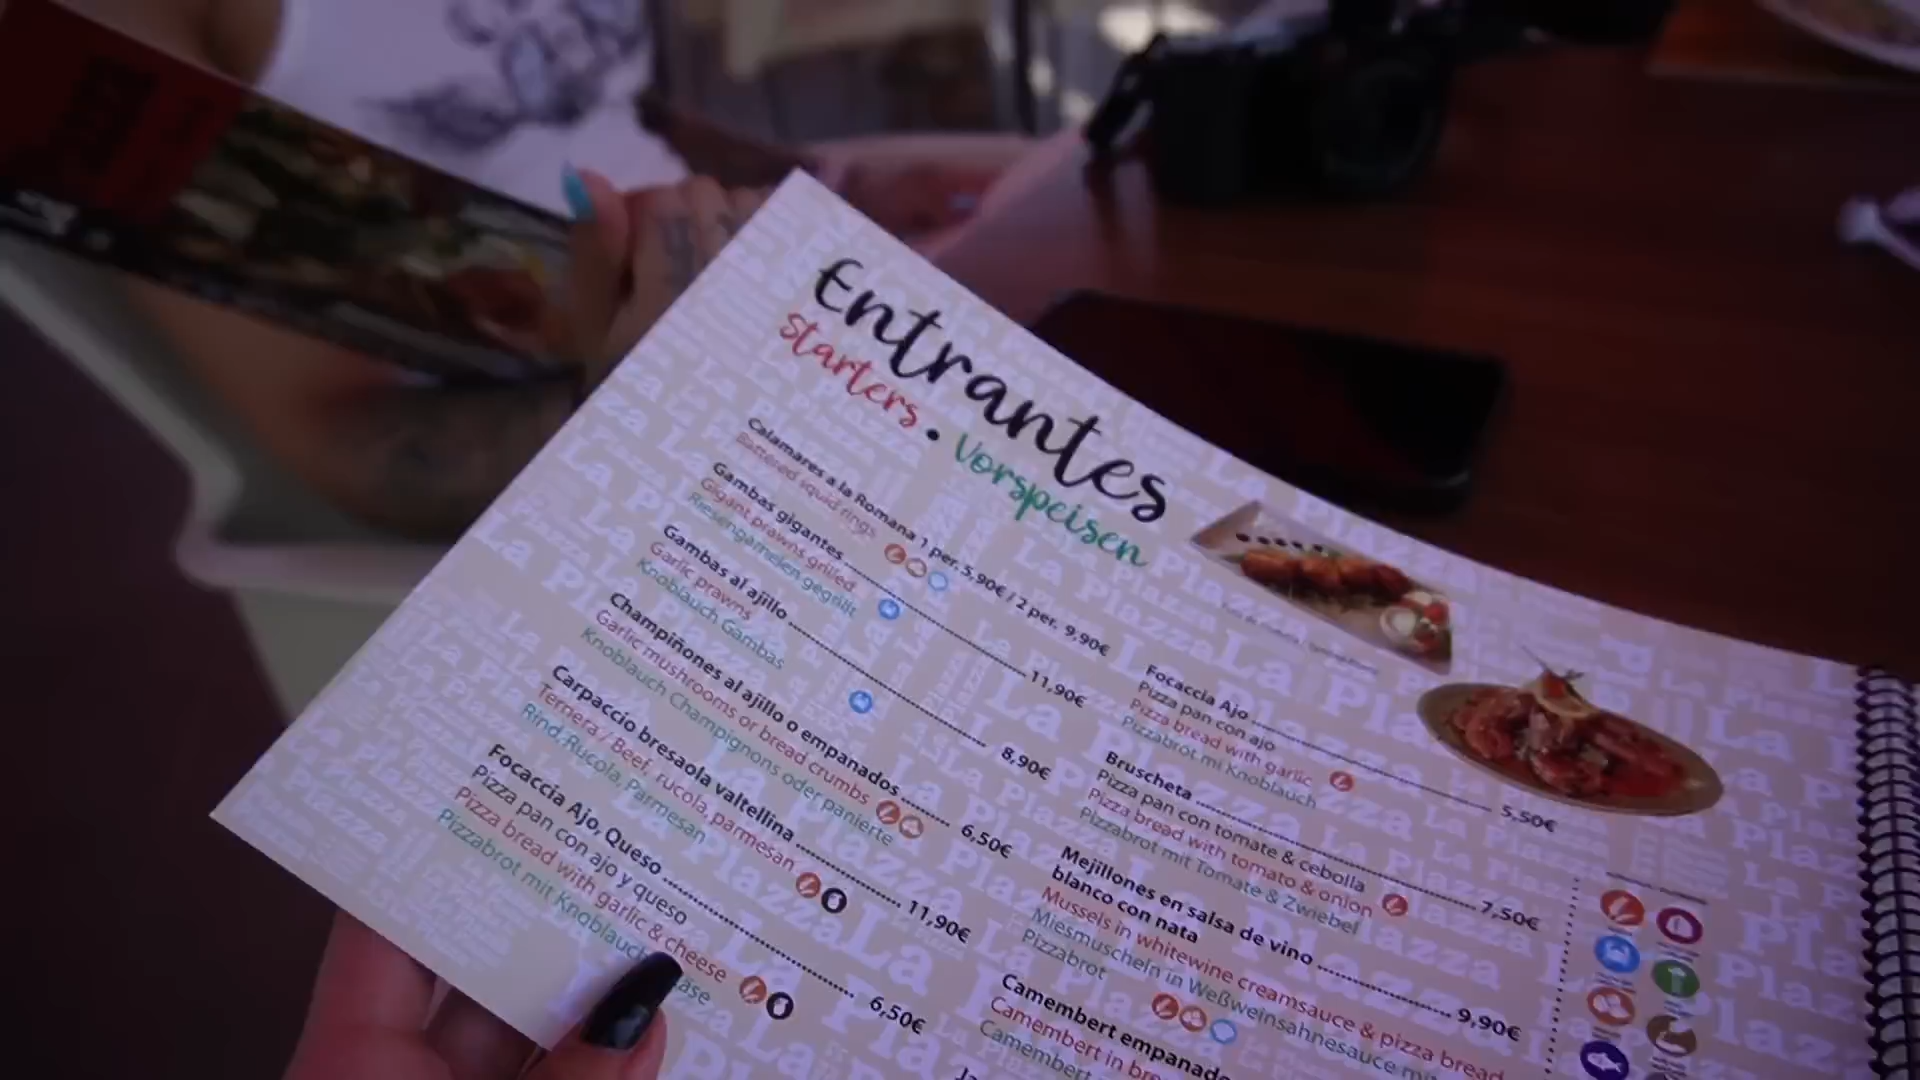 Entrantes
starters • Vorspeisen
Calamares a la Romana 1 per. 5,90€ / 2 per. 9,90€
Battered squid rings
Gambas gigantes 11,90€
Gigant prawns grilled
Riesengarnelen gegrillt
Gambas al ajillo 8,90€
Garlic prawns
Knoblauch Gambas
Champiñones al ajillo o empanados 6,50€
Garlic mushrooms or bread crumbs
Knoblauch Champignons oder panierte
Carpaccio bresaola valtellina 11,90€
Ternera / Beef, rucola, parmesan
Rind, Rucola, Parmesan
Focaccia Ajo, Queso 6,50€
Pizza pan con ajo y queso
Pizza bread with garlic & cheese
Pizzabrot mit Knoblauch
Focaccia Ajo 5,50€
Pizza pan con ajo
Pizza bread with garlic
Pizzabrot mi Knoblauch
Bruscheta 7,50€
Pizza pan con tomate & cebolla
Pizza bread with tomato & onion
Pizzabrot mit Tomate & Zwiebel
Mejillones en salsa de vino
blanco con nata 9,90€
Mussels in whitewine creamsauce & pizza bread
Miesmuscheln in Weßweinsahnesauce
Pizzabrot
Camembert
Camembert in
Camembert
La Plazza